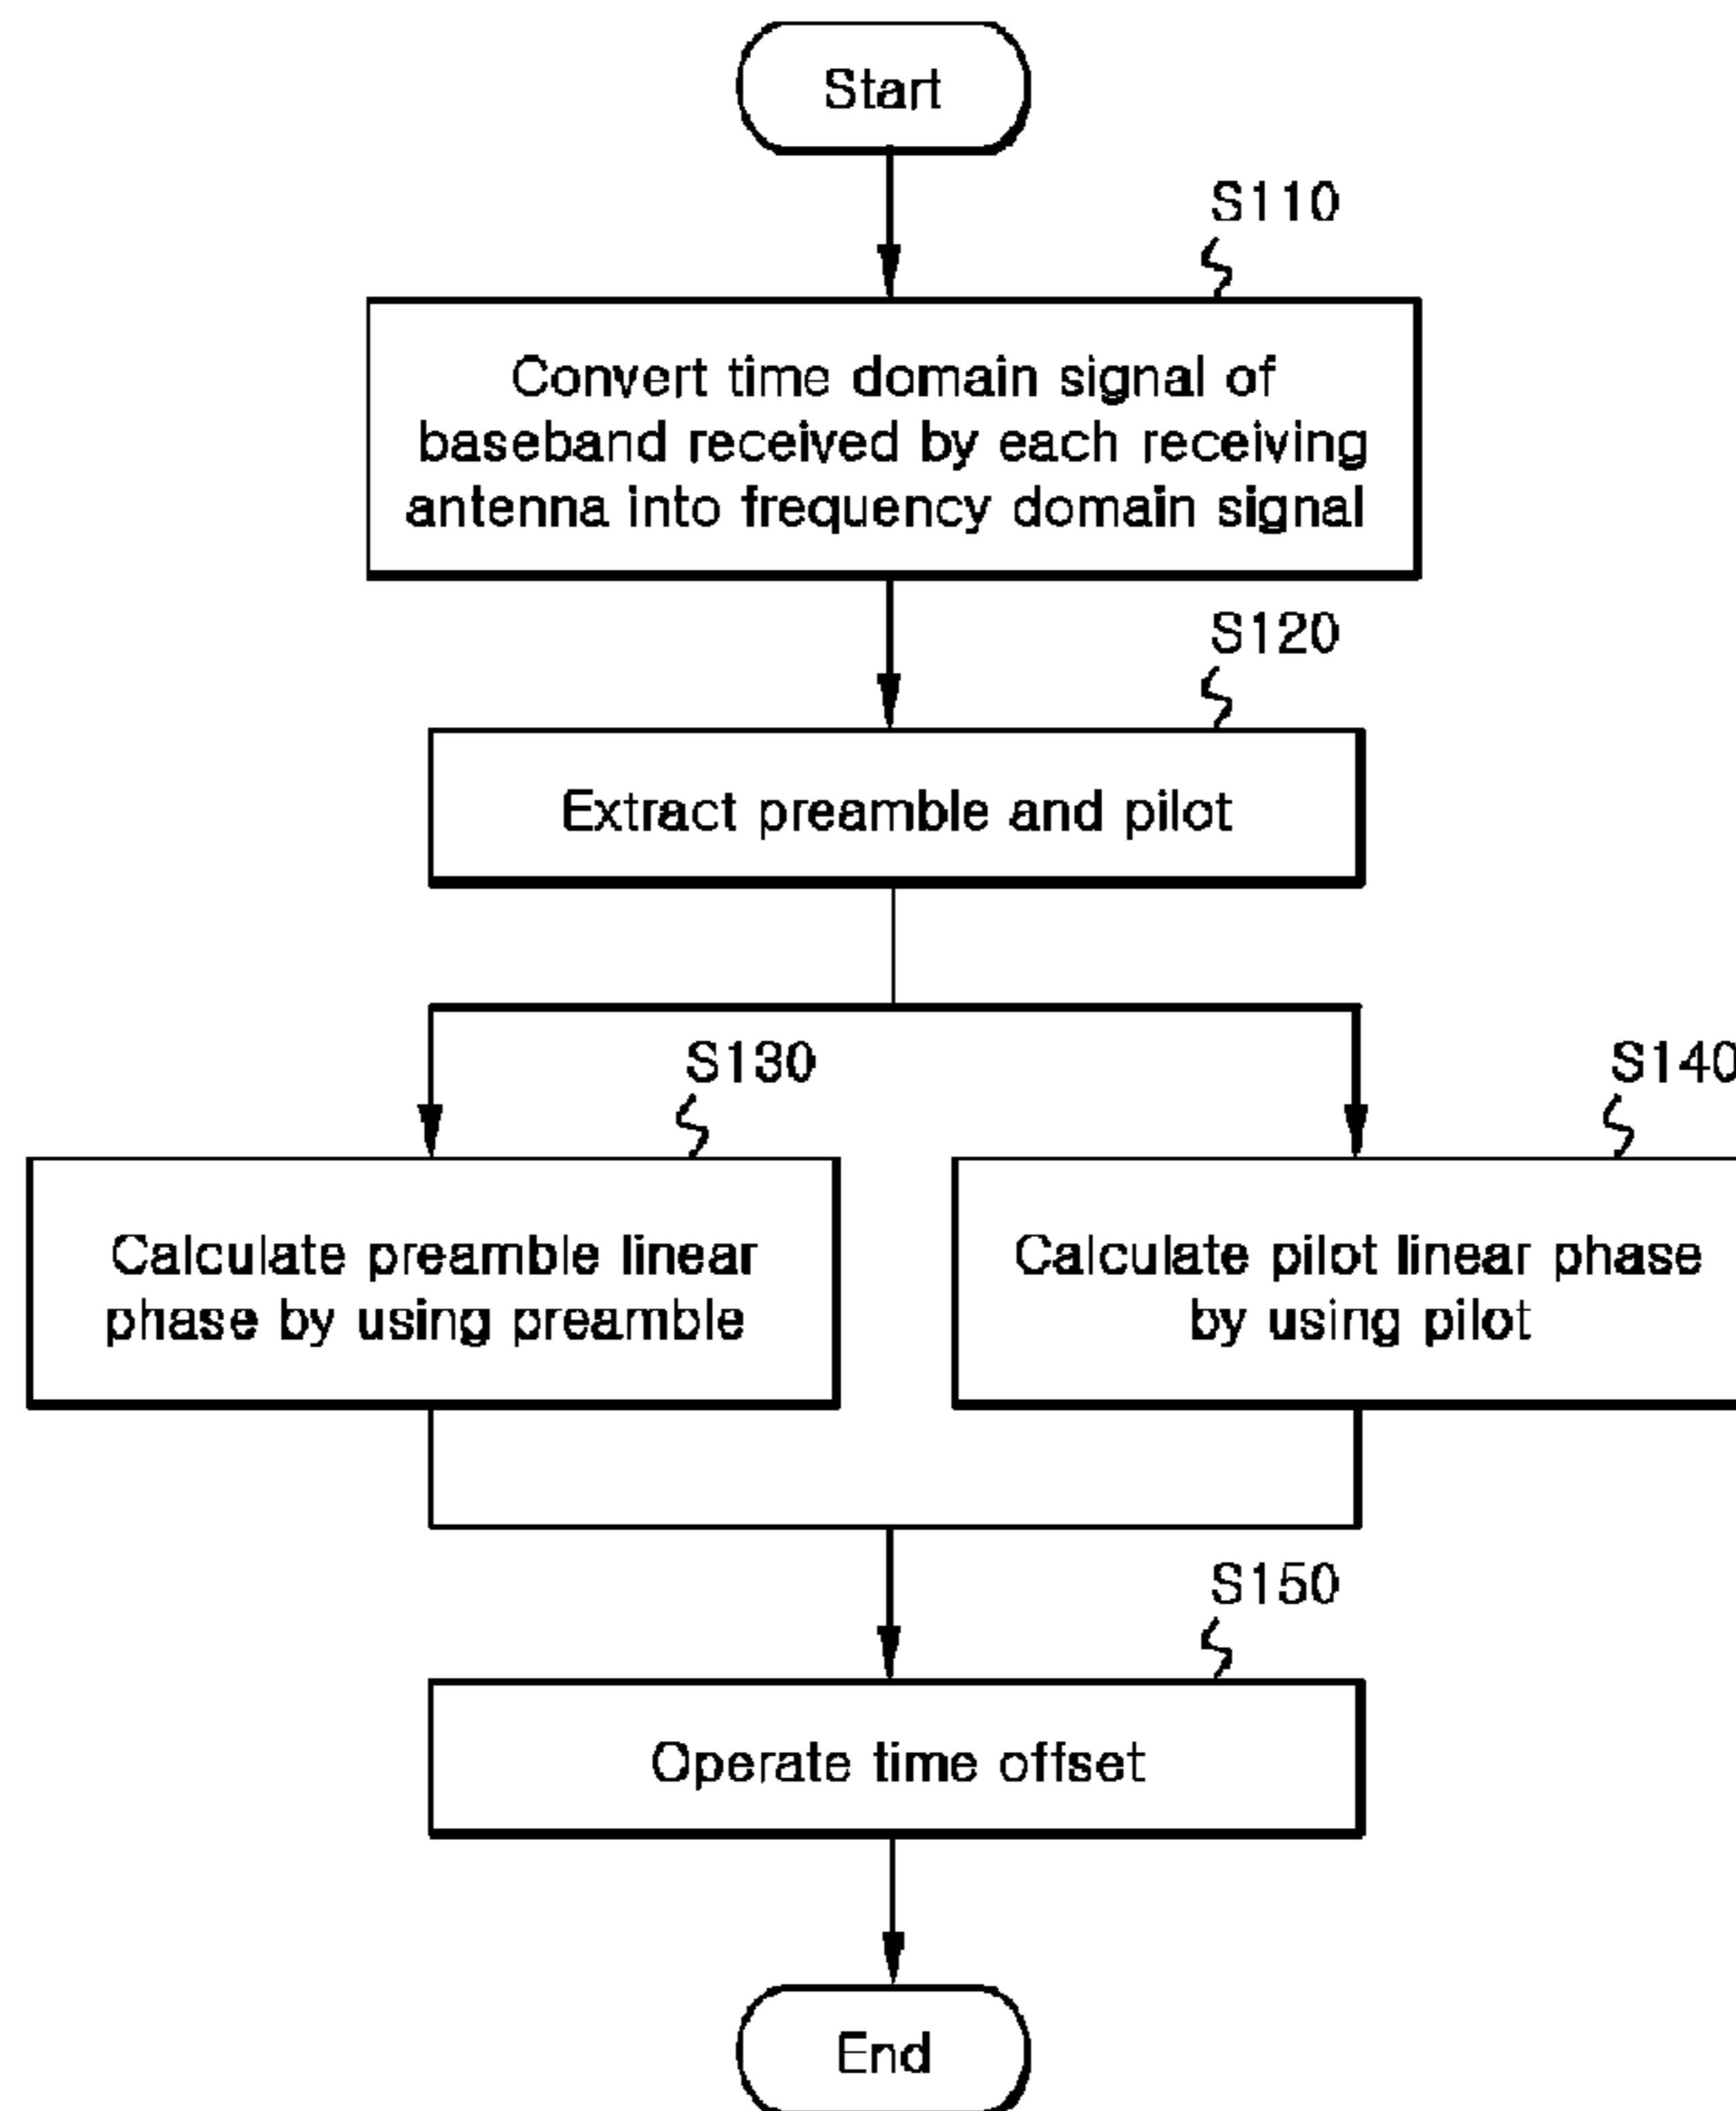 Start
S110
Convert time domain signal of
baseband received by each receiving
antenna into frequency domain signal
S120
Extract preamble and pilot
S130
S140
Calculate preamble linear
phase by using preamble
Calculate pilot linear phase
by using pilot
S150
Operate time offset
End